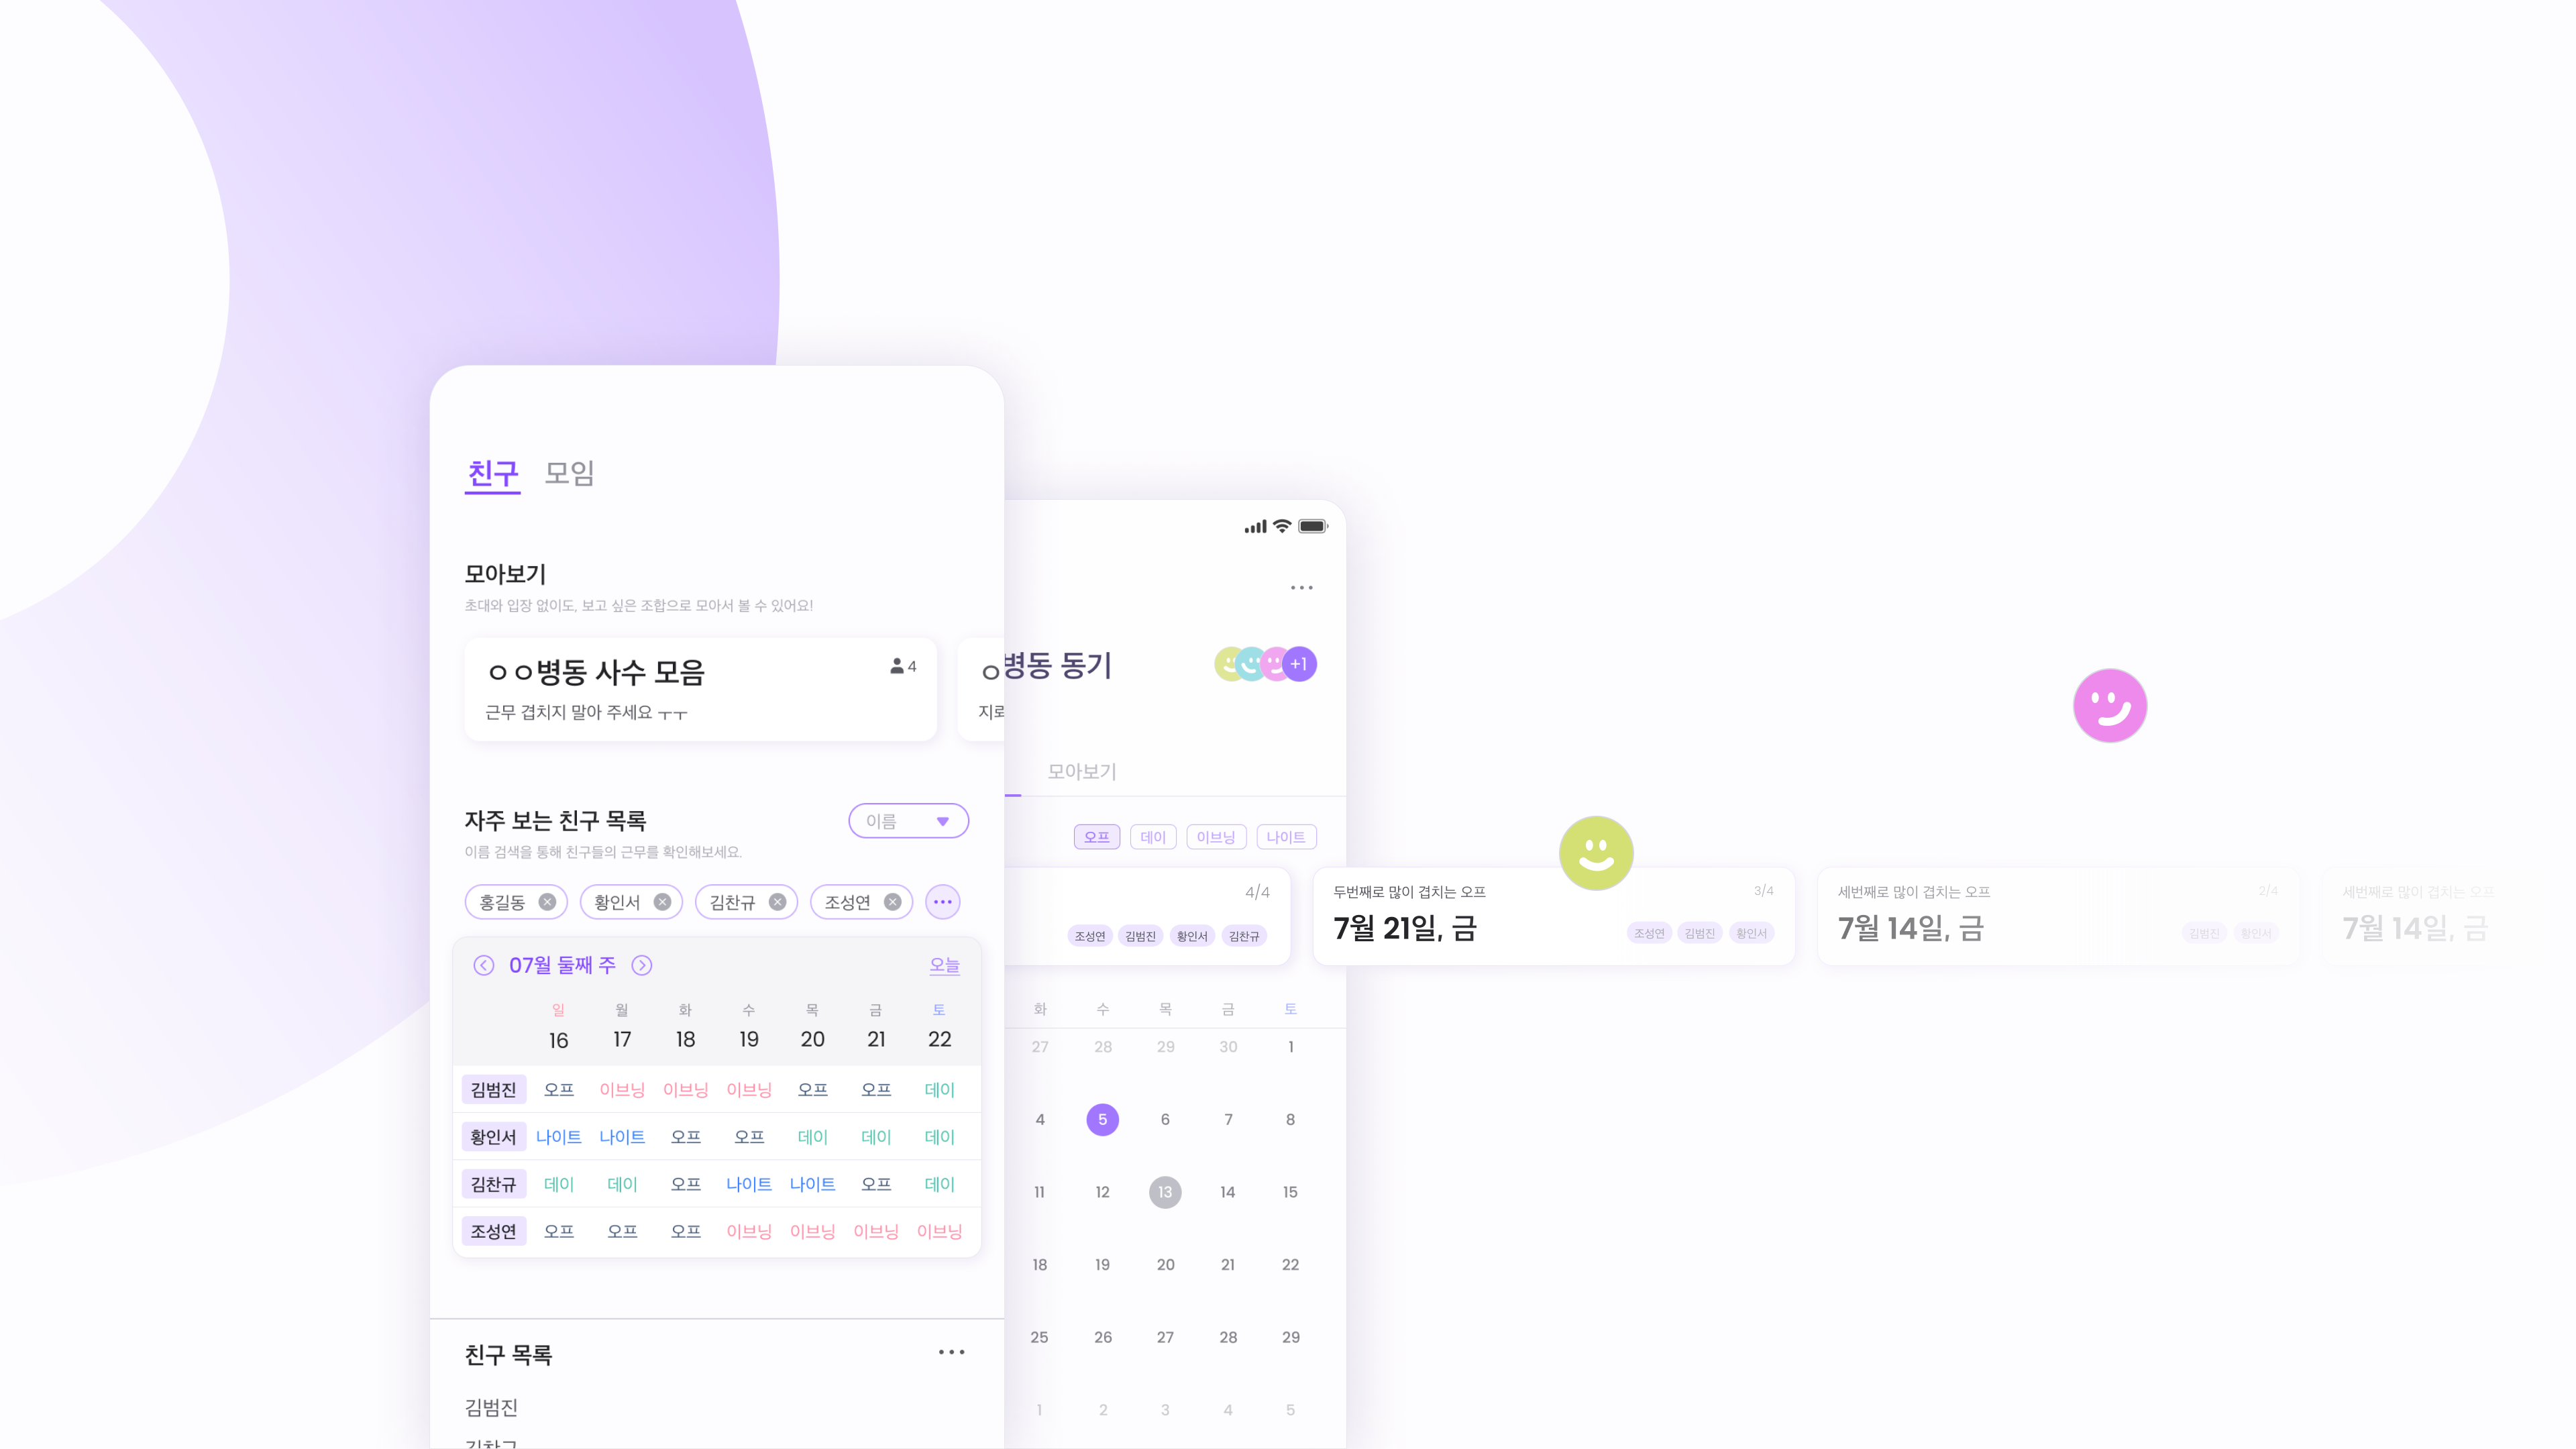 친구 모임
모아보기
초대와 입장 없이도, 보고 싶은 조합으로 모아서 볼 수 있어요!
ㅇㅇ병동 사수 모음
4
근무 겹치지 말아 주세요 ㅜㅜ
ㅇ
지로
자주 보는 친구 목록
이름
이름 검색을 통해 친구들의 근무를 확인해보세요.
홍길동 황인서 김찬규 조성연
07월 둘째 주
오늘
일 월 화 수 목 금 토
16 17 18 19 20 21 22
김범진 오프 이브닝 이브닝 이브닝 오프 오프 데이
황인서 나이트 나이트 오프 오프 데이 데이 데이
김찬규 데이 데이 오프 나이트 나이트 오프 데이
조성연 오프 오프 오프 이브닝 이브닝 이브닝 이브닝
친구 목록
김범진
병동 동기
+1
모아보기
오프 데이 이브닝 나이트
4/4
조성연 김범진 황인서 김찬규
두번째로 많이 겹치는 오프
3/4
7월 21일, 금
조성연 김범진 황인서
세번째로 많이 겹치는 오프
2/4
7월 14일, 금
김범진 황인서
세번째로 많이 겹치는 오프
7월 14일, 금
화 수 목 금 토
27 28 29 30 1
4 5 6 7 8
11 12 13 14 15
18 19 20 21 22
25 26 27 28 29
1 2 3 4 5